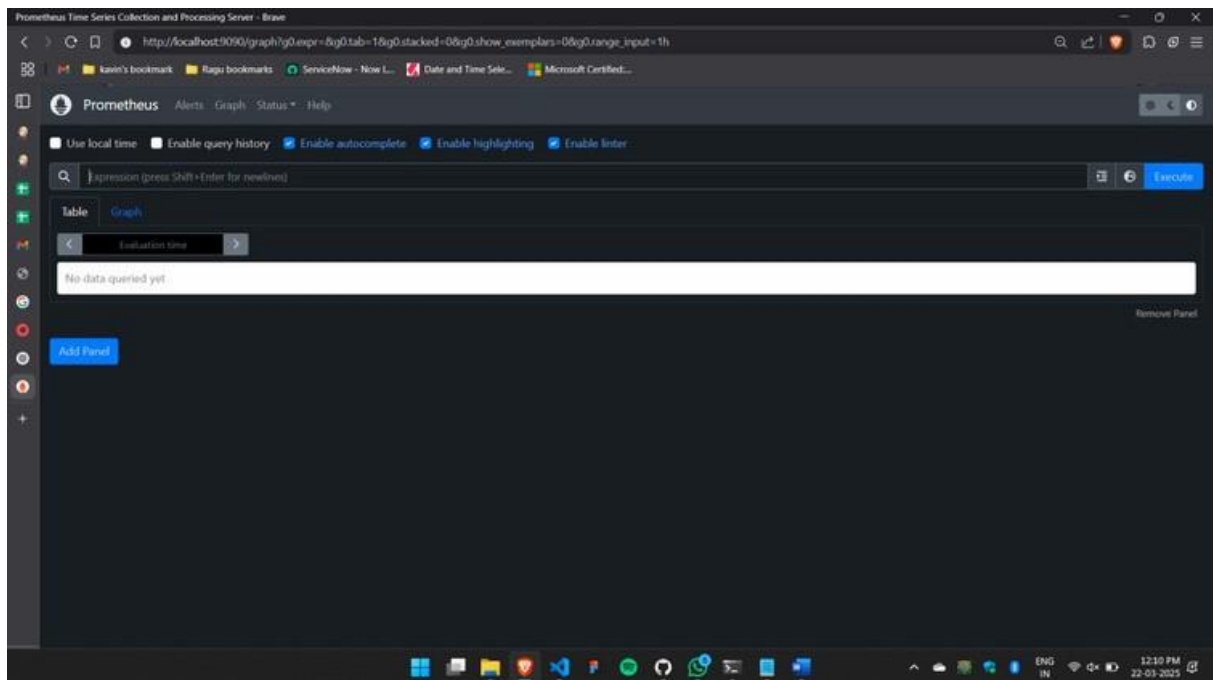 Prometheus Time Series Collection and Processing Server - Brave
http://localhost:9090/graph?g0.expr=&g0.tab=1&g0.stacked=0&g0.show_exemplars=0&g0.range_input=1h
kavin's bookmark Ragu bookmarks ServiceNow - Now L... Date and Time Sele... Microsoft Certified:...
Prometheus Alerts Graph Status Help
Use local time Enable query history Enable autocomplete Enable highlighting Enable linter
Expression (press Shift+Enter for newlines) Execute
Table Graph
Evaluation time
No data queried yet
Remove Panel
Add Panel
ENG 12:10 PM
IN 22-03-2025